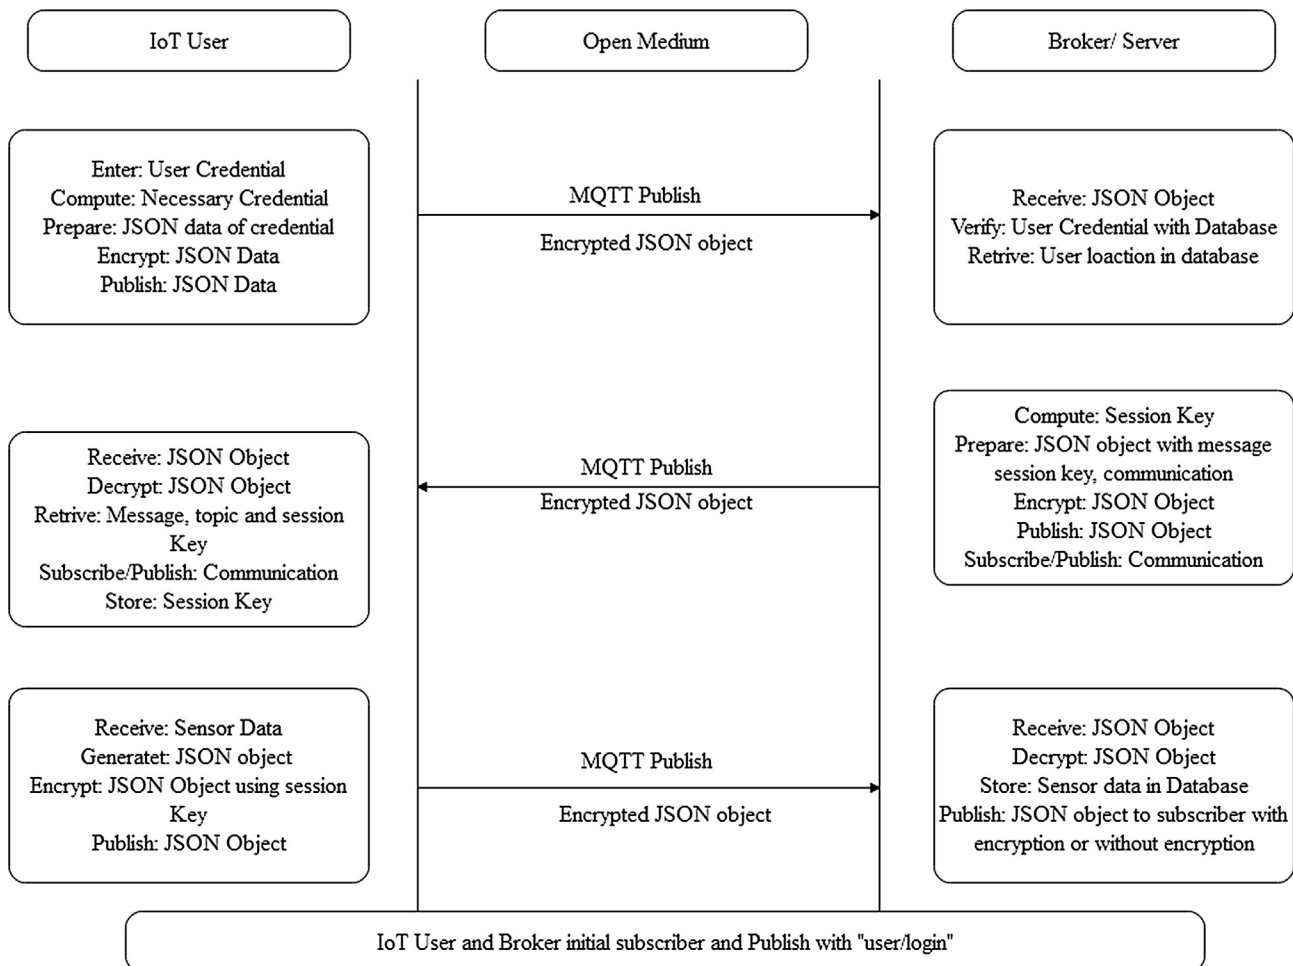 IoT User
Open Medium
Broker/ Server
Enter: User Credential
Compute: Necessary Credential
Prepare: JSON data of credential
Encrypt: JSON Data
Publish: JSON Data
MQTT Publish
Encrypted JSON object
Receive: JSON Object
Verify: User Credential with Database
Retrive: User loaction in database
Compute: Session Key
Prepare: JSON object with message
session key, communication
Encrypt: JSON Object
Publish: JSON Object
Subscribe/Publish: Communication
MQTT Publish
Encrypted JSON object
Receive: JSON Object
Decrypt: JSON Object
Retrive: Message, topic and session
Key
Subscribe/Publish: Communication
Store: Session Key
Receive: Sensor Data
Generatet: JSON object
Encrypt: JSON Object using session
Key
Publish: JSON Object
MQTT Publish
Encrypted JSON object
Receive: JSON Object
Decrypt: JSON Object
Store: Sensor data in Database
Publish: JSON object to subscriber with
encryption or without encryption
IoT User and Broker initial subscriber and Publish with "user/login"